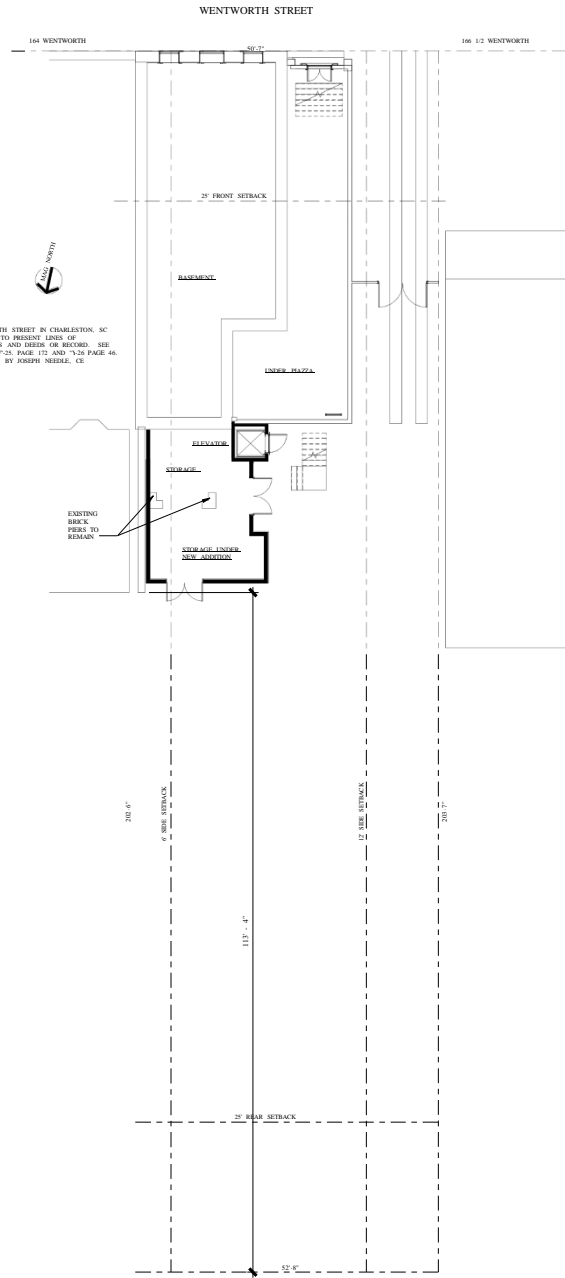 WENTWORTH STREET
164 WENTWORTH
166 1/2 WENTWORTH
50'-7"
25' FRONT SETBACK
MAG NORTH
BASEMENT
TH STREET IN CHARLESTON, SC
TO PRESENT LINES OF
S AND DEEDS OR RECORD. SEE
-25. PAGE 172 AND PAGE 46.
BY JOSEPH NEEDLE, CE
UNDER PIAZZA
ELEVATOR
STORAGE
EXISTING
BRICK
PIERS TO
REMAIN
STORAGE UNDER
NEW ADDITION
202'-6"
6' SIDE SETBACK
12' SIDE SETBACK
203'-7"
113' - 4"
25' REAR SETBACK
52'-8"